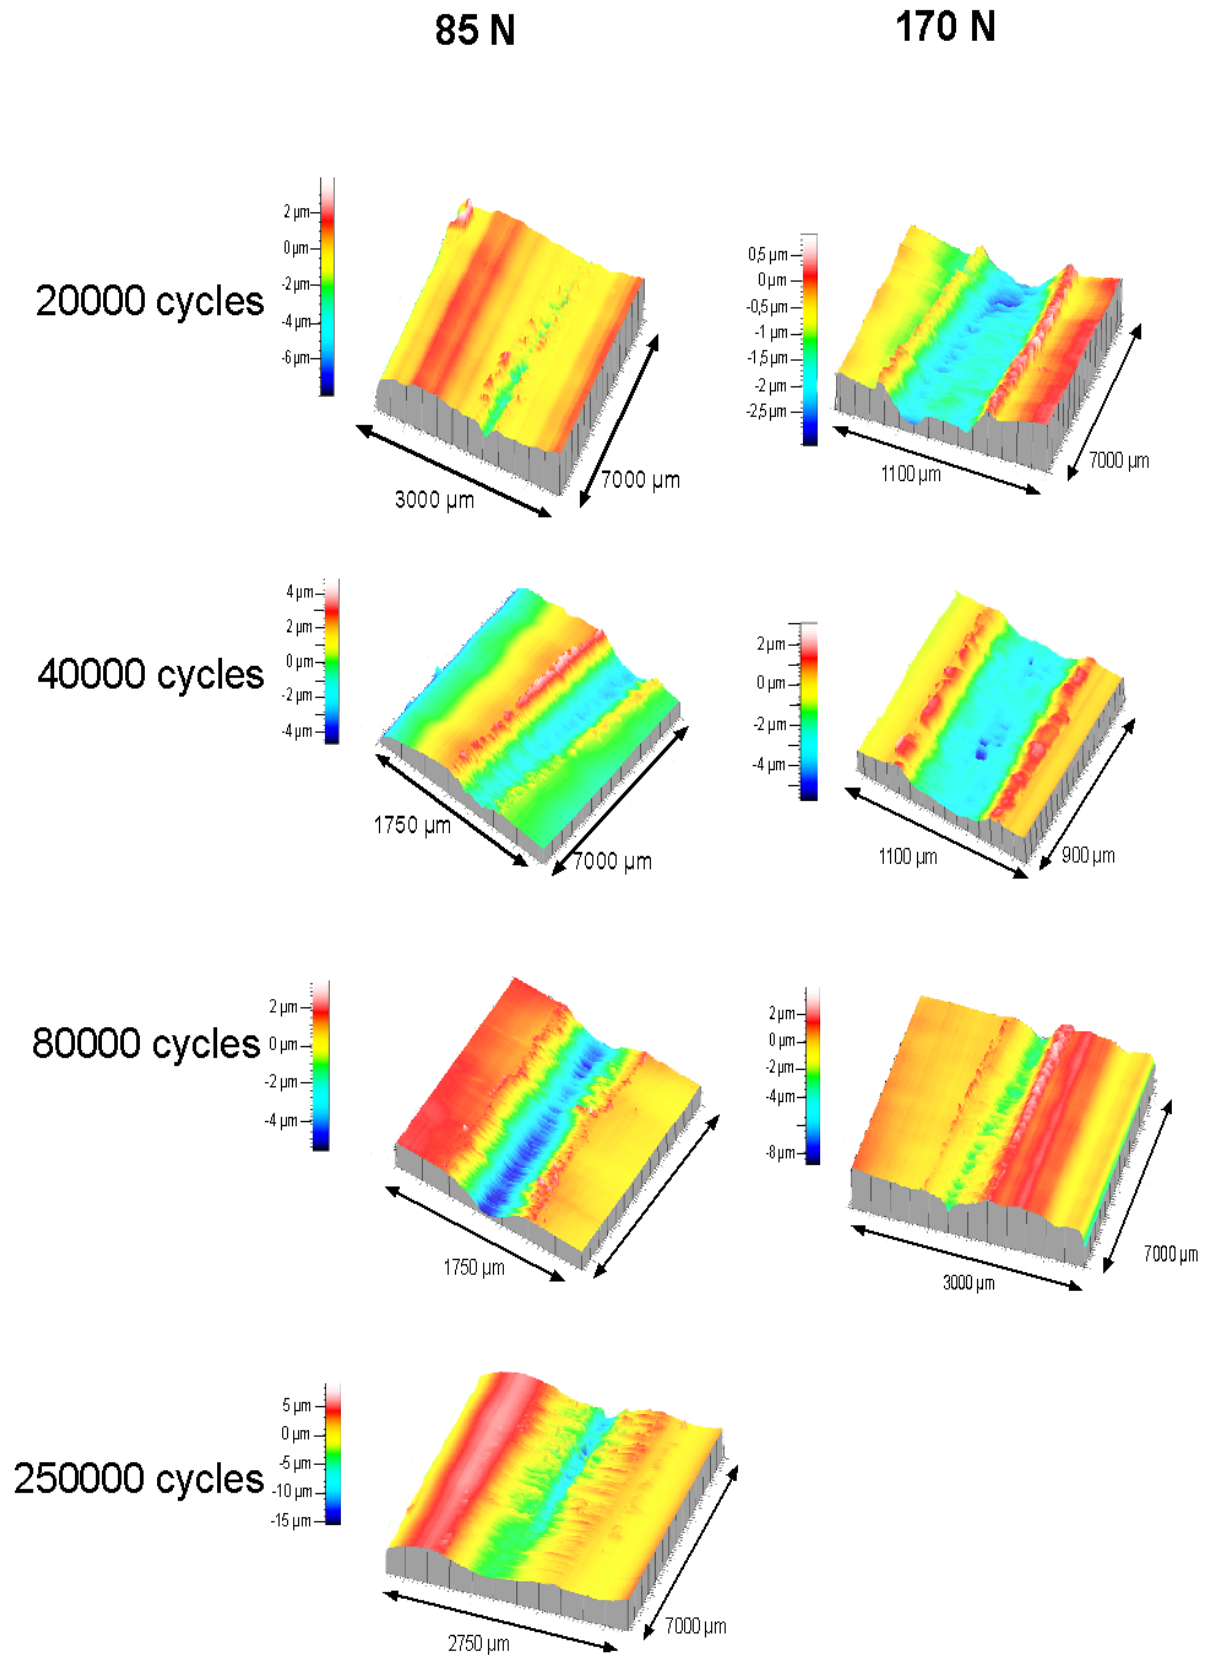 85 N
170 N
20000 cycles
2 µm
0 µm
-2 µm
-4 µm
-6 µm
3000 µm
7000 µm
0,5 µm
0 µm
-0,5 µm
-1 µm
-1,5 µm
-2 µm
-2,5 µm
1100 µm
7000 µm
40000 cycles
4 µm
2 µm
0 µm
-2 µm
-4 µm
1750 µm
7000 µm
2 µm
0 µm
-2 µm
-4 µm
1100 µm
900 µm
80000 cycles
2 µm
0 µm
-2 µm
-4 µm
1750 µm
2 µm
0 µm
-2 µm
-4 µm
-8 µm
3000 µm
7000 µm
250000 cycles
5 µm
0 µm
-5 µm
-10 µm
-15 µm
2750 µm
7000 µm